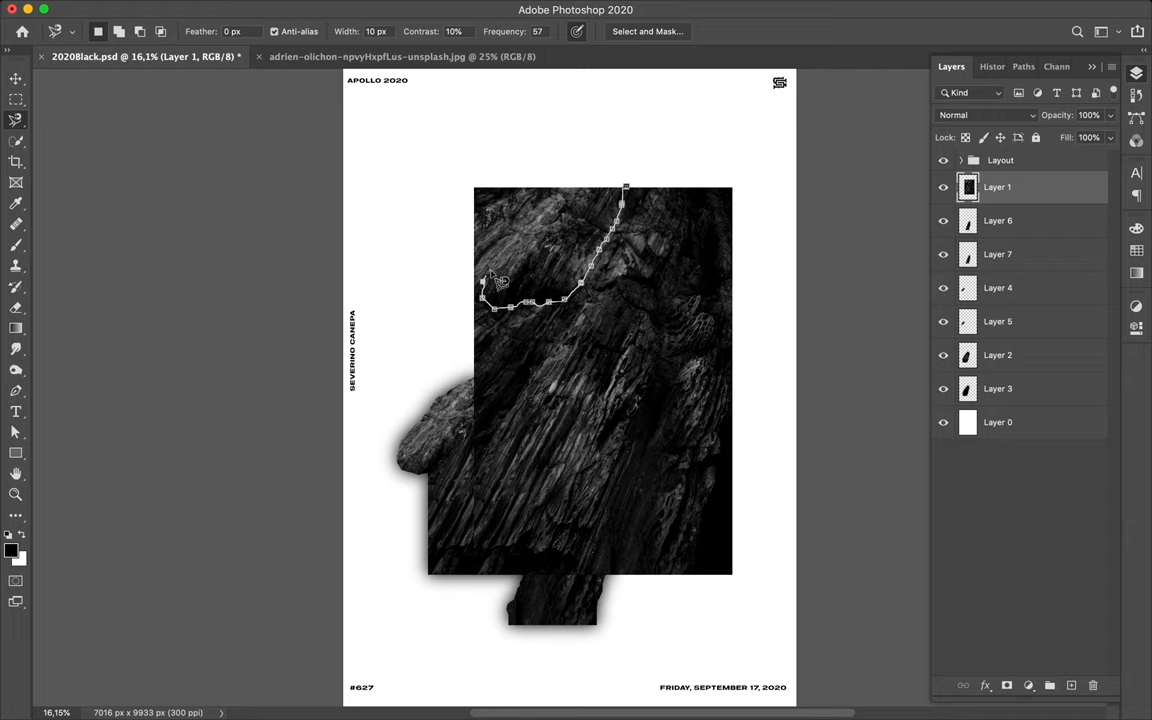 Adobe Photoshop 2020
Feather: 0 px Anti-alias Width: 10 px Contrast: 10% Frequency: 57 Select and Mask...
2020Black.psd @ 16,1% (Layer 1, RGB/8) * adrien-olichon-npvyHxpfLus-unsplash.jpg @ 25% (RGB/8)
Layers Histor Paths Chann
Kind
Normal Opacity: 100%
Lock: Fill: 100%
Layout
Layer 1
Layer 6
Layer 7
Layer 4
Layer 5
Layer 2
Layer 3
Layer 0
APOLLO 2020
SEVERINO CANEPA
#627 FRIDAY, SEPTEMBER 17, 2020
16,15% 7016 px x 9933 px (300 ppi)